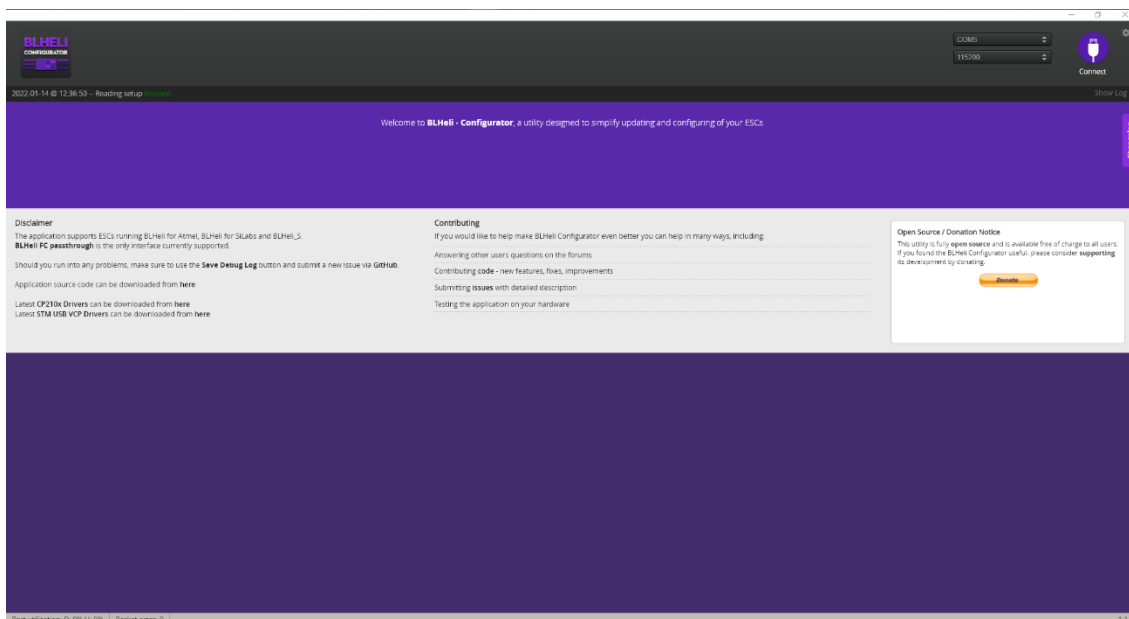 BLHELI
CONFIGURATOR
COM5
115200
Connect
2022-01-14 @ 12:36:50 -- Reading setup finished
Show Log
Welcome to BLHeli - Configurator, a utility designed to simplify updating and configuring of your ESCs
Disclaimer
The application supports ESCs running BLHeli for Atmel, BLHeli for SiLabs and BLHeli_S.
BLHeli FC passthrough is the only interface currently supported.
Should you run into any problems, make sure to use the Save Debug Log button and submit a new issue via GitHub.
Application source code can be downloaded from here
Latest CP210x Drivers can be downloaded from here
Latest STM USB VCP Drivers can be downloaded from here
Contributing
If you would like to help make BLHeli Configurator even better you can help in many ways, including:
Answering other users questions on the forums
Contributing code - new features, fixes, improvements
Submitting issues with detailed description
Testing the application on your hardware
Open Source / Donation Notice
This utility is fully open source and is available free of charge to all users.
If you found the BLHeli Configurator useful, please consider supporting
its development by donating.
Donate